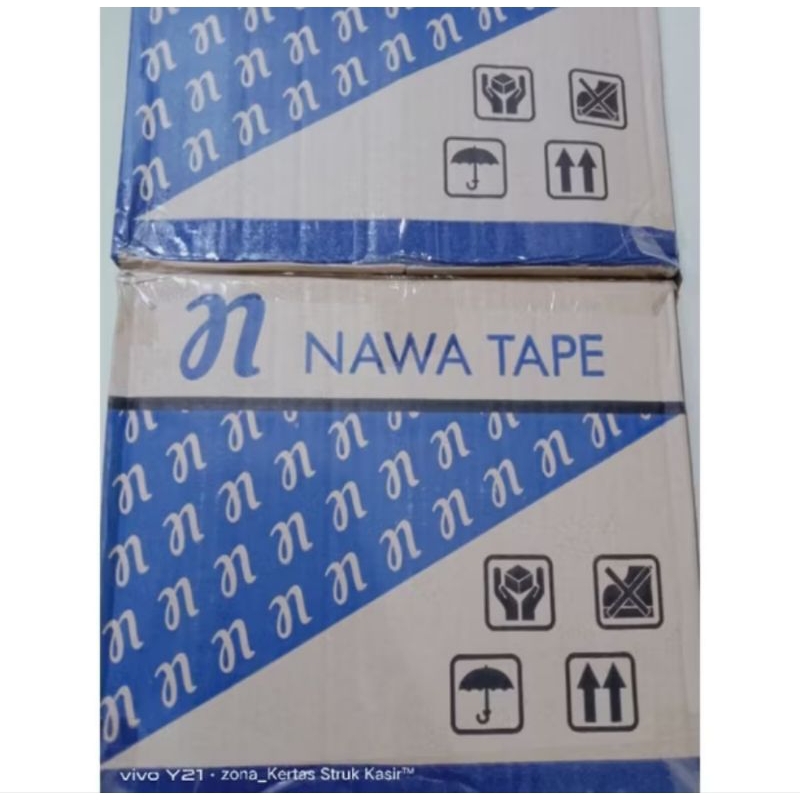 n NAWA TAPE
vivo Y21 · zona_Kertas Struk Kasir™